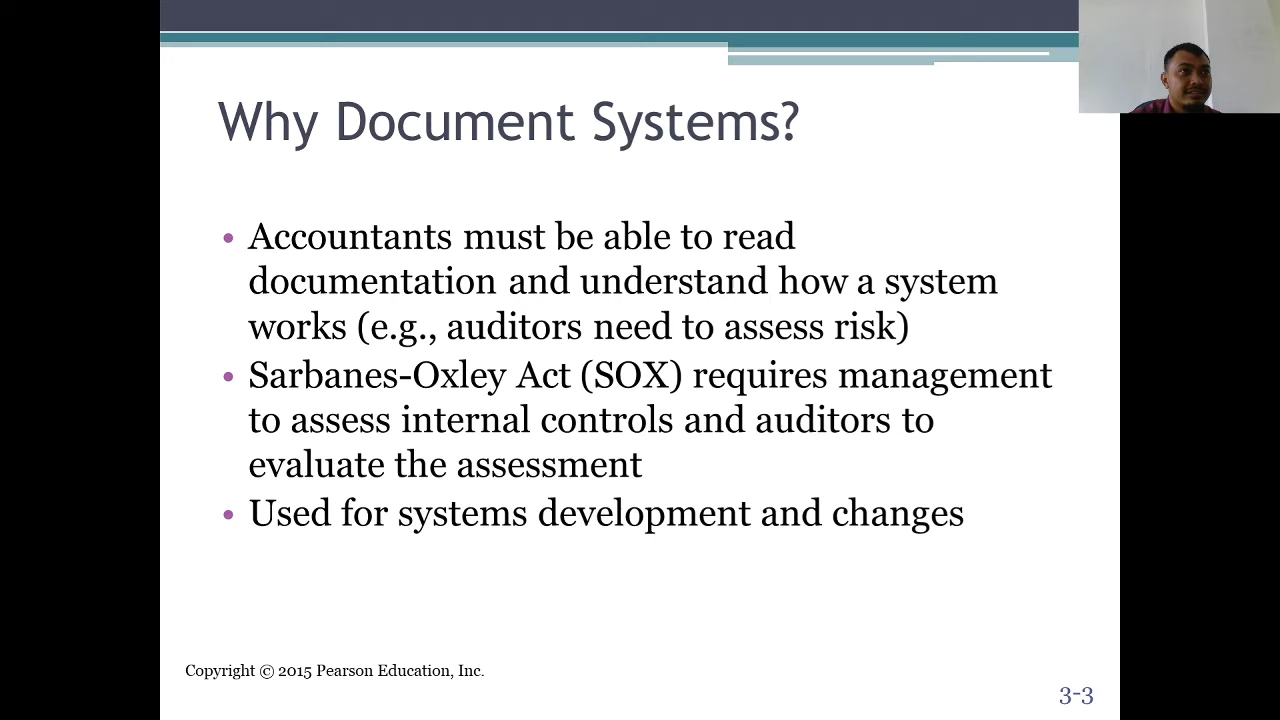 Why Document Systems?
• Accountants must be able to read
documentation and understand how a system
works (e.g., auditors need to assess risk)
• Sarbanes-Oxley Act (SOX) requires management
to assess internal controls and auditors to
evaluate the assessment
• Used for systems development and changes
Copyright © 2015 Pearson Education, Inc.
3-3